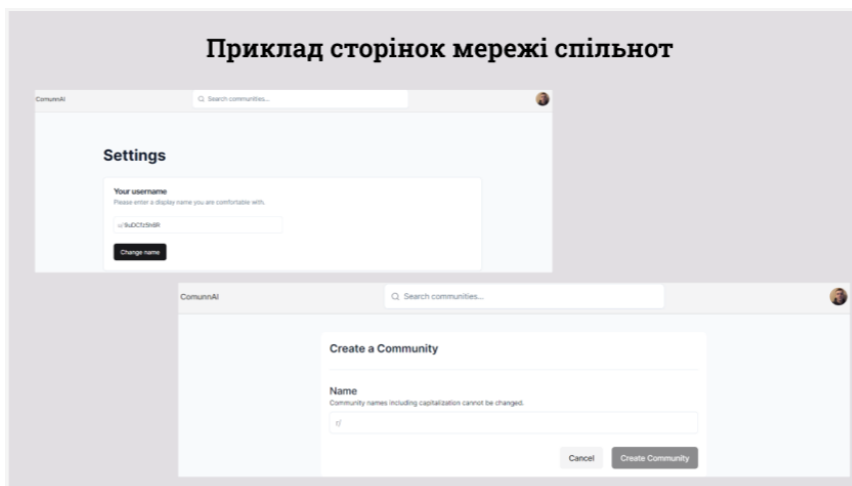 Приклад сторінок мережі спільнот
ComunnAI
Search communities...
Settings
Your username
Please enter a display name you are comfortable with.
u/
Change name
ComunnAI
Search communities...
Create a Community
Name
Community names including capitalization cannot be changed.
r/
Cancel
Create Community